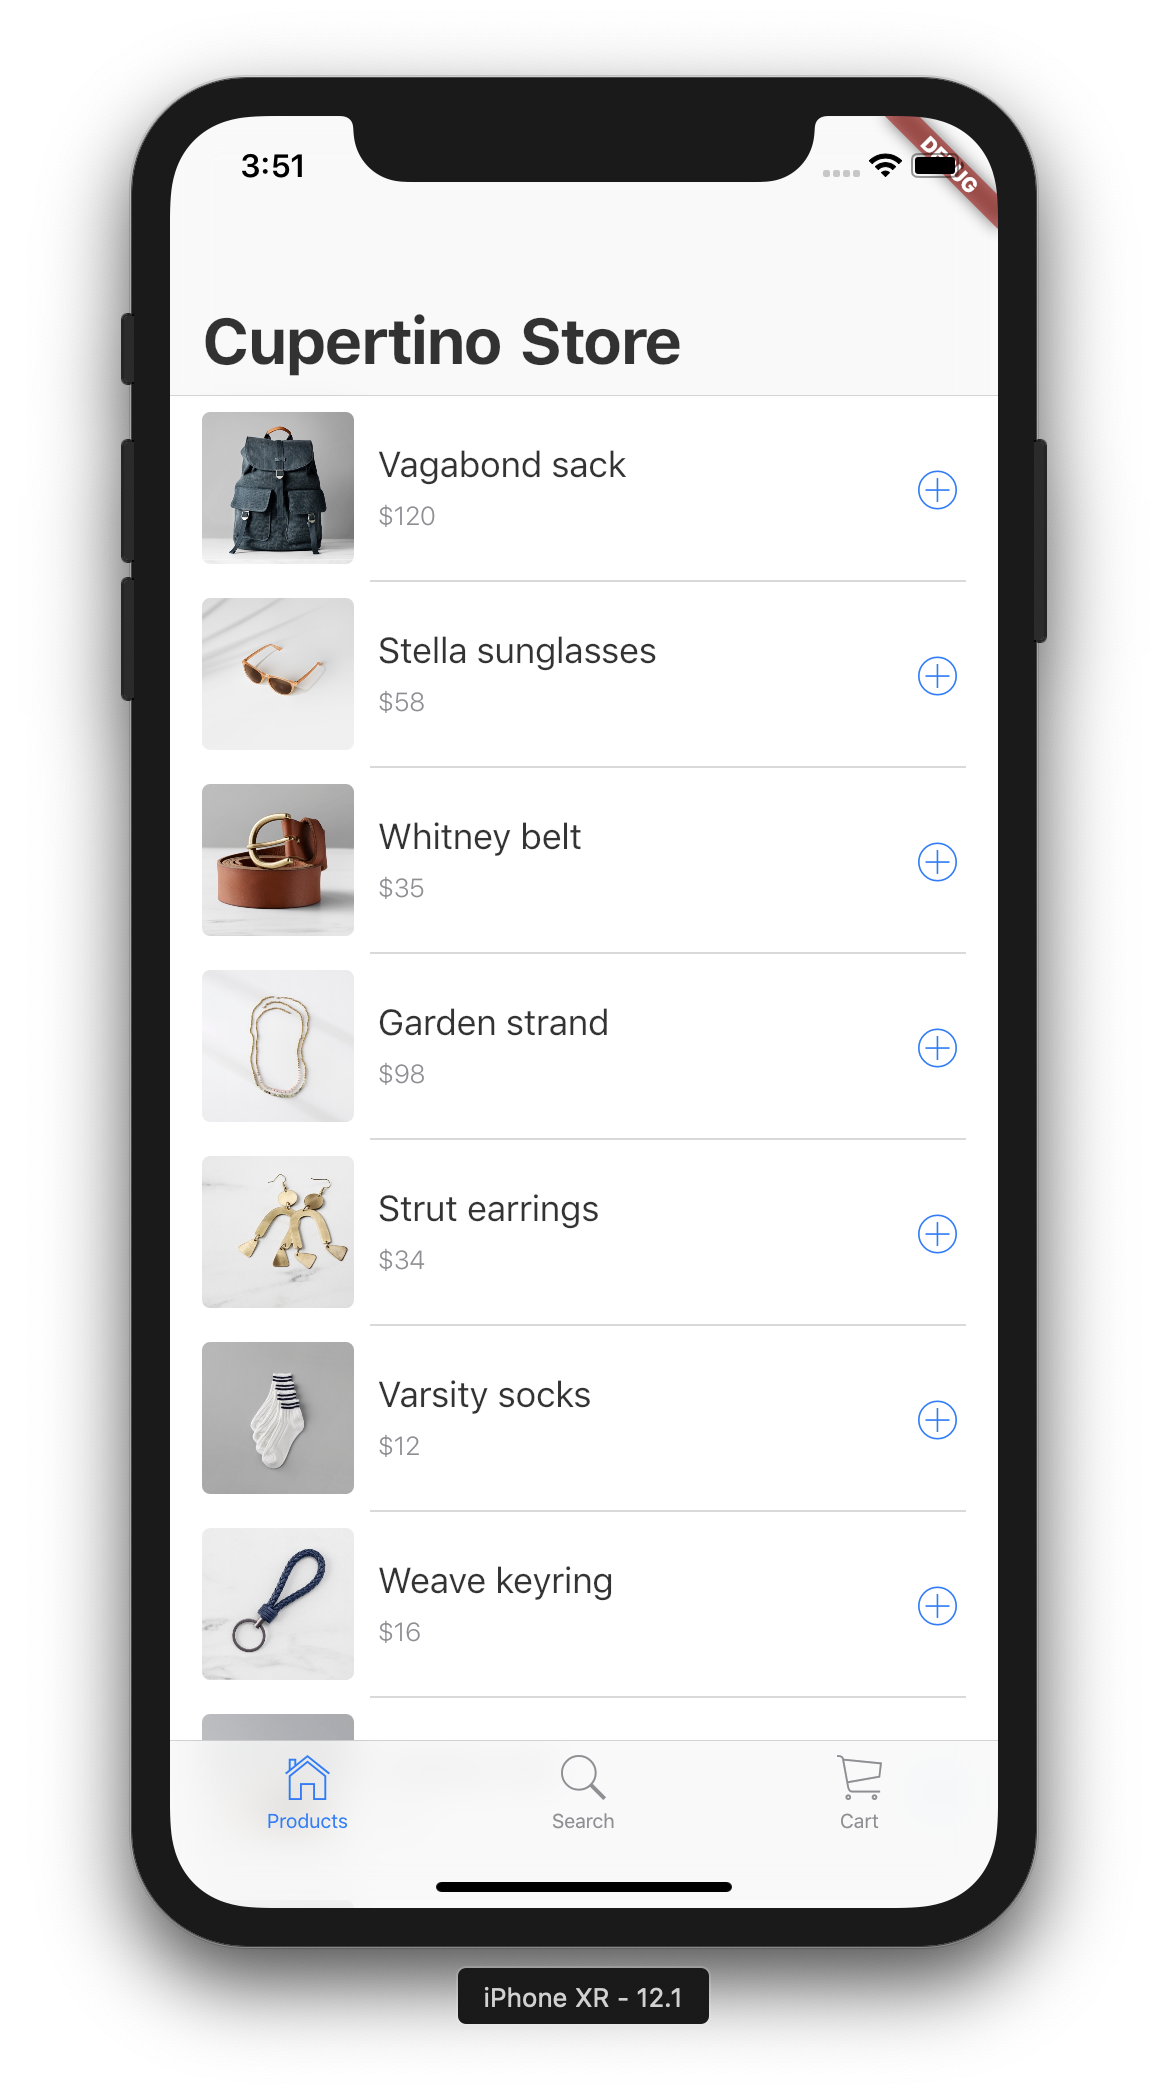 3:51
DEBUG
Cupertino Store
Vagabond sack
$120
Stella sunglasses
$58
Whitney belt
$35
Garden strand
$98
Strut earrings
$34
Varsity socks
$12
Weave keyring
$16
Products
Search
Cart
iPhone XR - 12.1